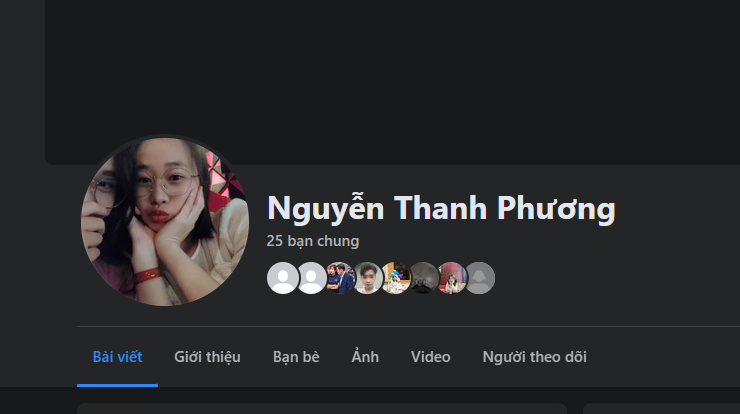 Nguyễn Thanh Phương
25 bạn chung
Bài viết Giới thiệu Bạn bè Ảnh Video Người theo dõi